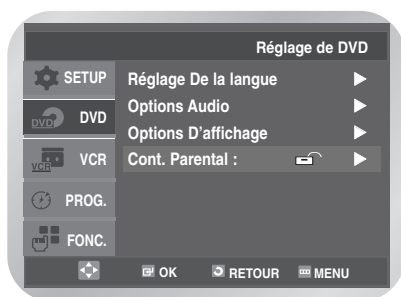 Réglage de DVD
SETUP
DVD
VCR
PROG.
FONC.
Réglage De la langue
Options Audio
Options D'affichage
Cont. Parental :
DVD
VCR
OK RETOUR MENU